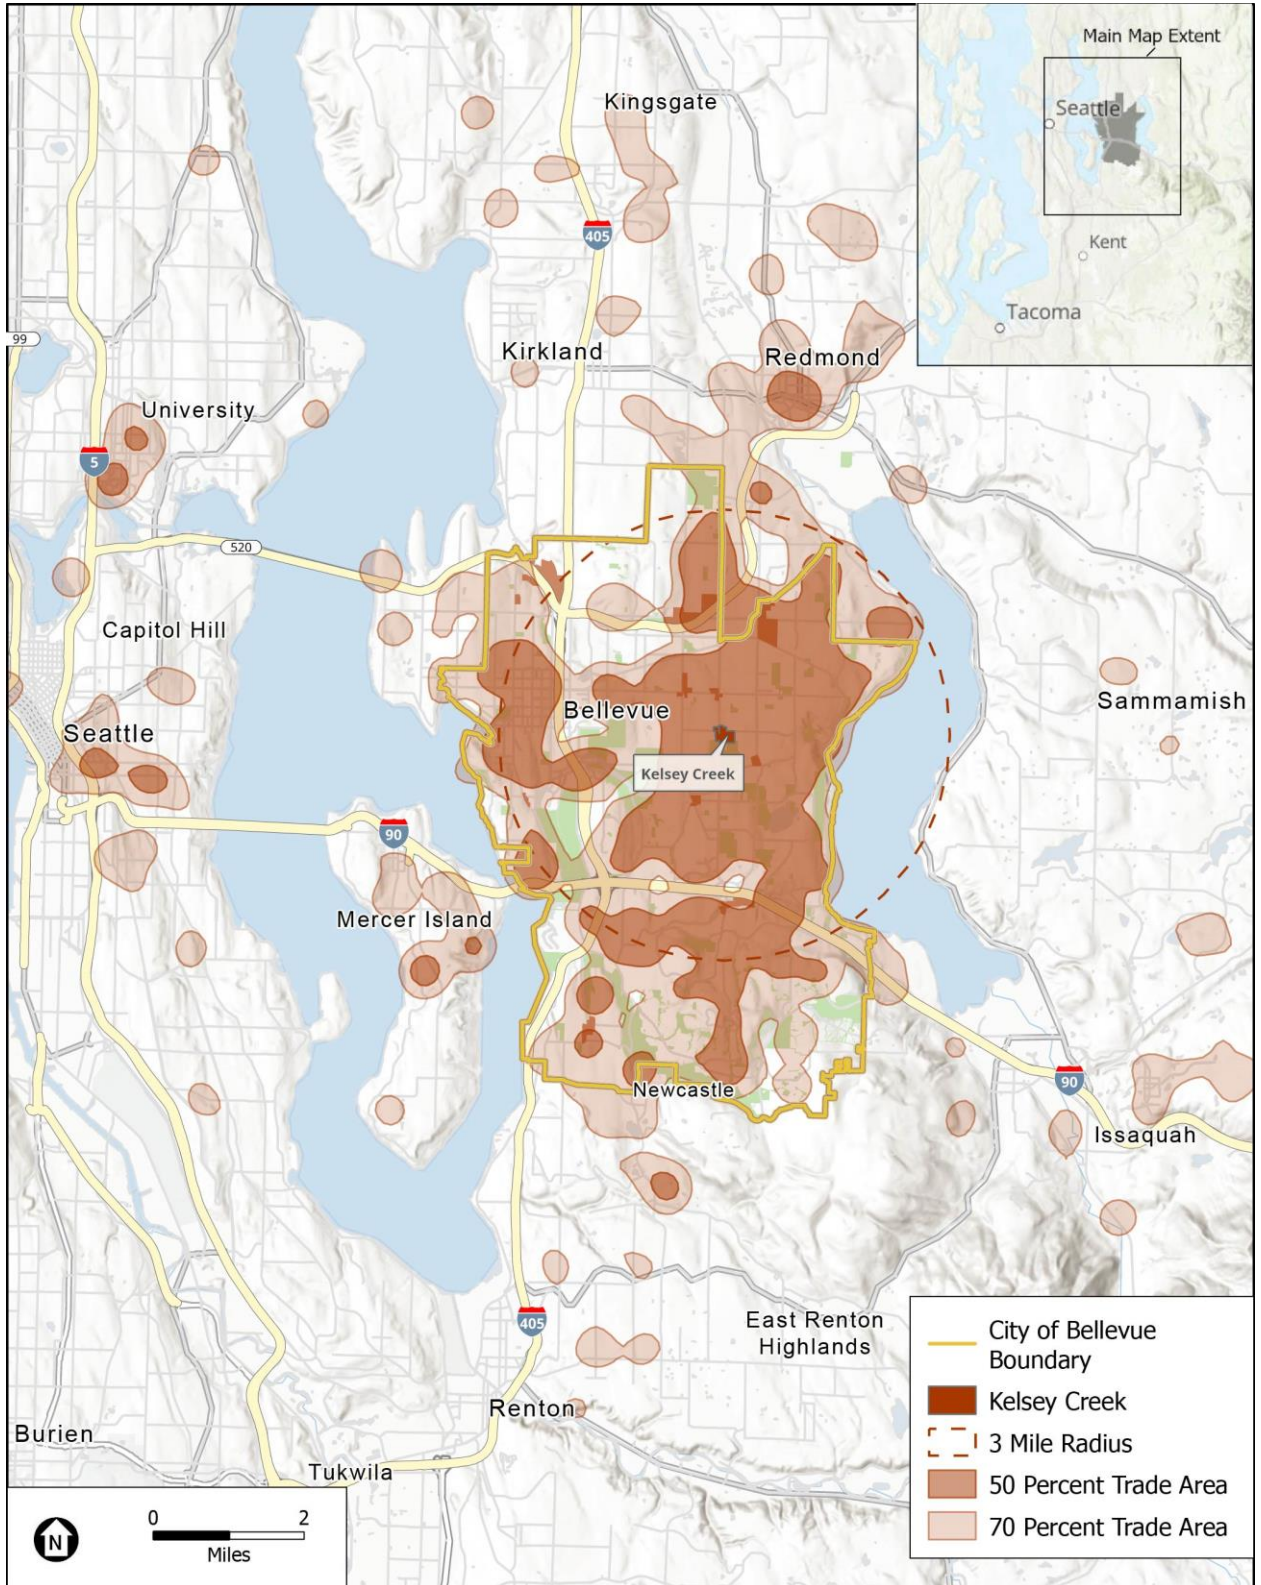 Main Map Extent
Seattle
Kent
Tacoma
Kingsgate
405
99
Kirkland
Redmond
University
5
520
Capitol Hill
Sammamish
Bellevue
Seattle
Kelsey Creek
90
Mercer Island
Newcastle
90
Issaquah
405
East Renton
Highlands
Renton
Burien
Tukwila
City of Bellevue
Boundary
Kelsey Creek
3 Mile Radius
50 Percent Trade Area
70 Percent Trade Area
N
0 2
Miles